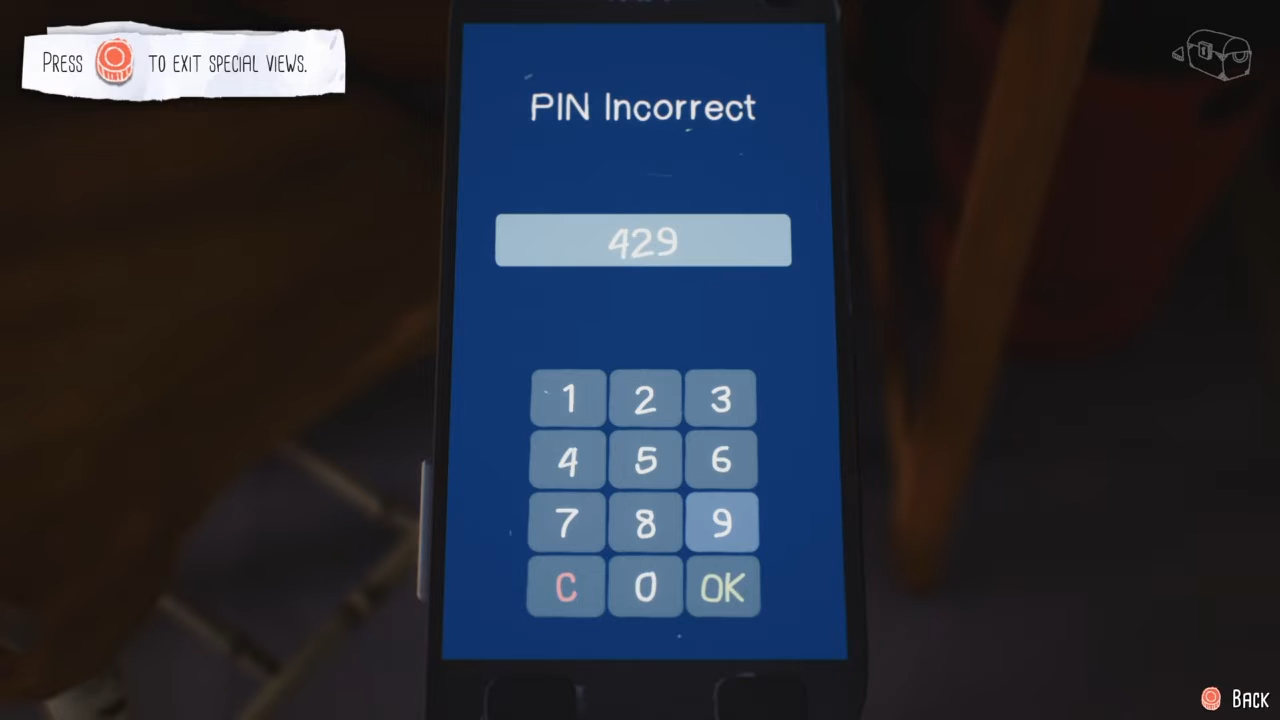 PRESS TO EXIT SPECIAL VIEWS.
PIN Incorrect
429
1 2 3
4 5 6
7 8 9
C 0 OK
BACK